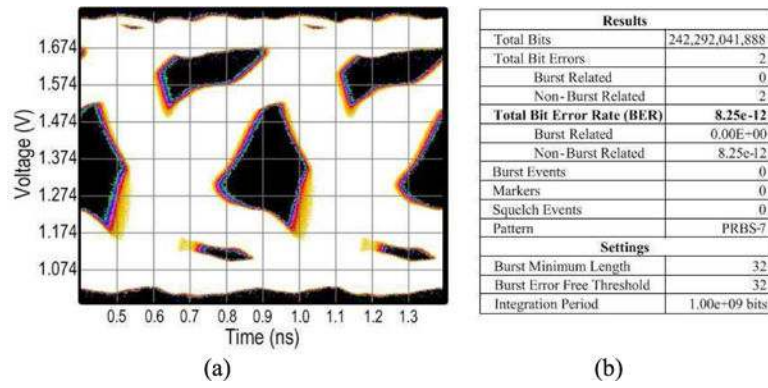 Voltage (V)
1.674
1.574
1.474
1.374
1.274
1.174
1.074
0.5 0.6 0.7 0.8 0.9 1.0 1.1 1.2 1.3
Time (ns)
(a)
Results
Total Bits 242,292,041,888
Total Bit Errors 2
Burst Related 0
Non-Burst Related 2
Total Bit Error Rate (BER) 8.25e-12
Burst Related 0.00E+00
Non-Burst Related 8.25e-12
Burst Events 0
Markers 0
Squelch Events 0
Pattern PRBS-7
Settings
Burst Minimum Length 32
Burst Error Free Threshold 32
Integration Period 1.00e+09 bits
(b)